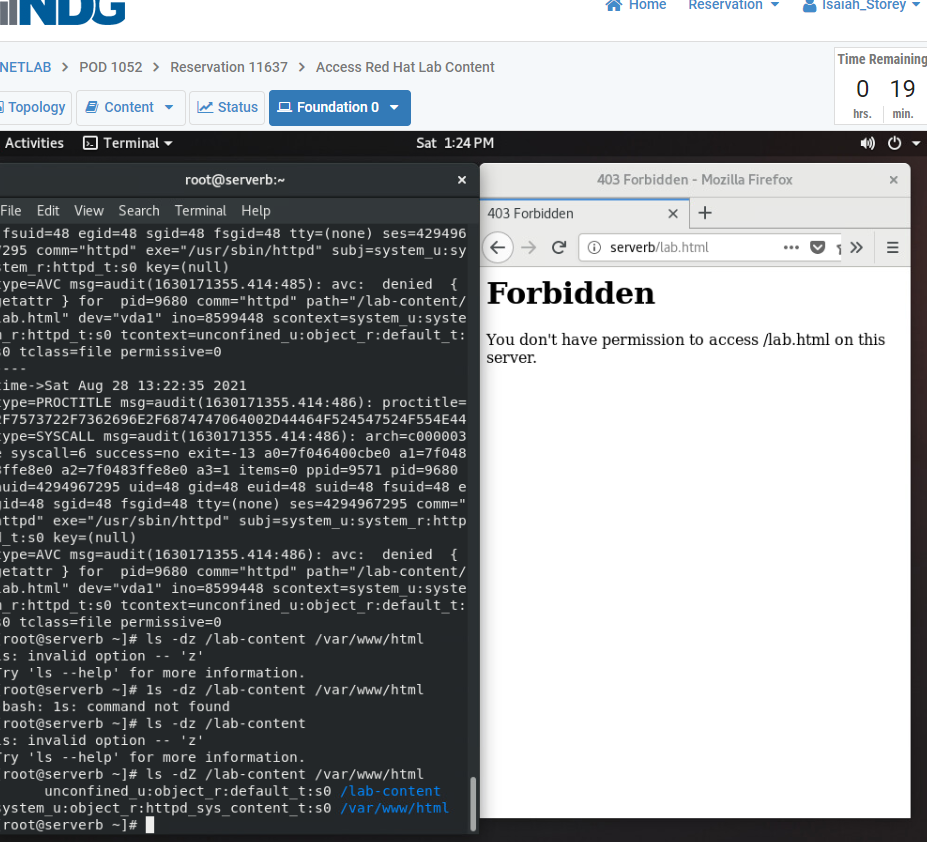 NDG
Home Reservation Isaiah_Storey
NETLAB > POD 1052 > Reservation 11637 > Access Red Hat Lab Content
Time Remaining
0 19
hrs. min.
Topology Content Status Foundation 0
Activities Terminal Sat 1:24 PM
root@serverb:~ ×
File Edit View Search Terminal Help
fsuid=48 egid=48 sgid=48 fsgid=48 tty=(none) ses=429496
7295 comm="httpd" exe="/usr/sbin/httpd" subj=system_u:sy
stem_r:httpd_t:s0 key=(null)
type=AVC msg=audit(1630171355.414:485): avc:  denied  {
getattr } for  pid=9680 comm="httpd" path="/lab-content/
lab.html" dev="vda1" ino=8599448 scontext=system_u:syste
m_r:httpd_t:s0 tcontext=unconfined_u:object_r:default_t:
s0 tclass=file permissive=0
----
time->Sat Aug 28 13:22:35 2021
type=PROCTITLE msg=audit(1630171355.414:486): proctitle=
2F7573722F7362696E2F6874747064002D44464F524547524F554E44
type=SYSCALL msg=audit(1630171355.414:486): arch=c000003
e syscall=6 success=no exit=-13 a0=7f046400cbe0 a1=7f048
3ffe8e0 a2=7f0483ffe8e0 a3=1 items=0 ppid=9571 pid=9680
auid=4294967295 uid=48 gid=48 euid=48 suid=48 fsuid=48 e
gid=48 sgid=48 fsgid=48 tty=(none) ses=4294967295 comm="
httpd" exe="/usr/sbin/httpd" subj=system_u:system_r:http
d_t:s0 key=(null)
type=AVC msg=audit(1630171355.414:486): avc:  denied  {
getattr } for  pid=9680 comm="httpd" path="/lab-content/
lab.html" dev="vda1" ino=8599448 scontext=system_u:syste
m_r:httpd_t:s0 tcontext=unconfined_u:object_r:default_t:
s0 tclass=file permissive=0
[root@serverb ~]# ls -dz /lab-content /var/www/html
ls: invalid option -- 'z'
Try 'ls --help' for more information.
[root@serverb ~]# 1s -dz /lab-content /var/www/html
-bash: 1s: command not found
[root@serverb ~]# ls -dz /lab-content
ls: invalid option -- 'z'
Try 'ls --help' for more information.
[root@serverb ~]# ls -dZ /lab-content /var/www/html
unconfined_u:object_r:default_t:s0 /lab-content
system_u:object_r:httpd_sys_content_t:s0 /var/www/html
[root@serverb ~]#
403 Forbidden - Mozilla Firefox ×
403 Forbidden × +
serverb/lab.html
Forbidden
You don't have permission to access /lab.html on this
server.